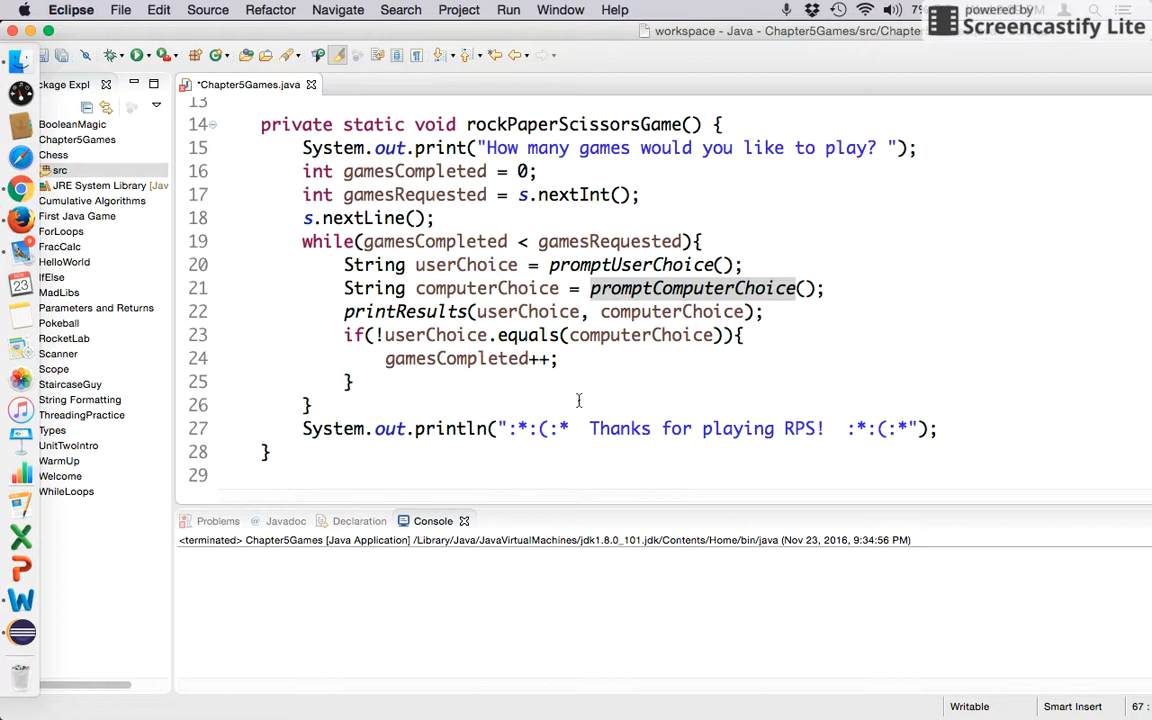 Eclipse File Edit Source Refactor Navigate Search Project Run Window Help 7%
powered by
Screencastify Lite
workspace - Java - Chapter5Games/src/Chapte
ckage Expl
*Chapter5Games.java
BooleanMagic
Chapter5Games
Chess
src
JRE System Library [Jav
Cumulative Algorithms
First Java Game
ForLoops
FracCalc
HelloWorld
IfElse
MadLibs
Parameters and Returns
Pokeball
RocketLab
Scanner
Scope
StaircaseGuy
String Formatting
ThreadingPractice
Types
UnitTwoIntro
WarmUp
Welcome
WhileLoops
NOV
23
13
14 private static void rockPaperScissorsGame() {
15 System.out.print("How many games would you like to play? ");
16 int gamesCompleted = 0;
17 int gamesRequested = s.nextInt();
18 s.nextLine();
19 while(gamesCompleted < gamesRequested){
20 String userChoice = promptUserChoice();
21 String computerChoice = promptComputerChoice();
22 printResults(userChoice, computerChoice);
23 if(!userChoice.equals(computerChoice)){
24 gamesCompleted++;
25 }
26 }
27 System.out.println(":*:(:*  Thanks for playing RPS!  :*:(:*");
28 }
29
Problems @ Javadoc Declaration Console
<terminated> Chapter5Games [Java Application] /Library/Java/JavaVirtualMachines/jdk1.8.0_101.jdk/Contents/Home/bin/java (Nov 23, 2016, 9:34:56 PM)
Writable Smart Insert 67 :